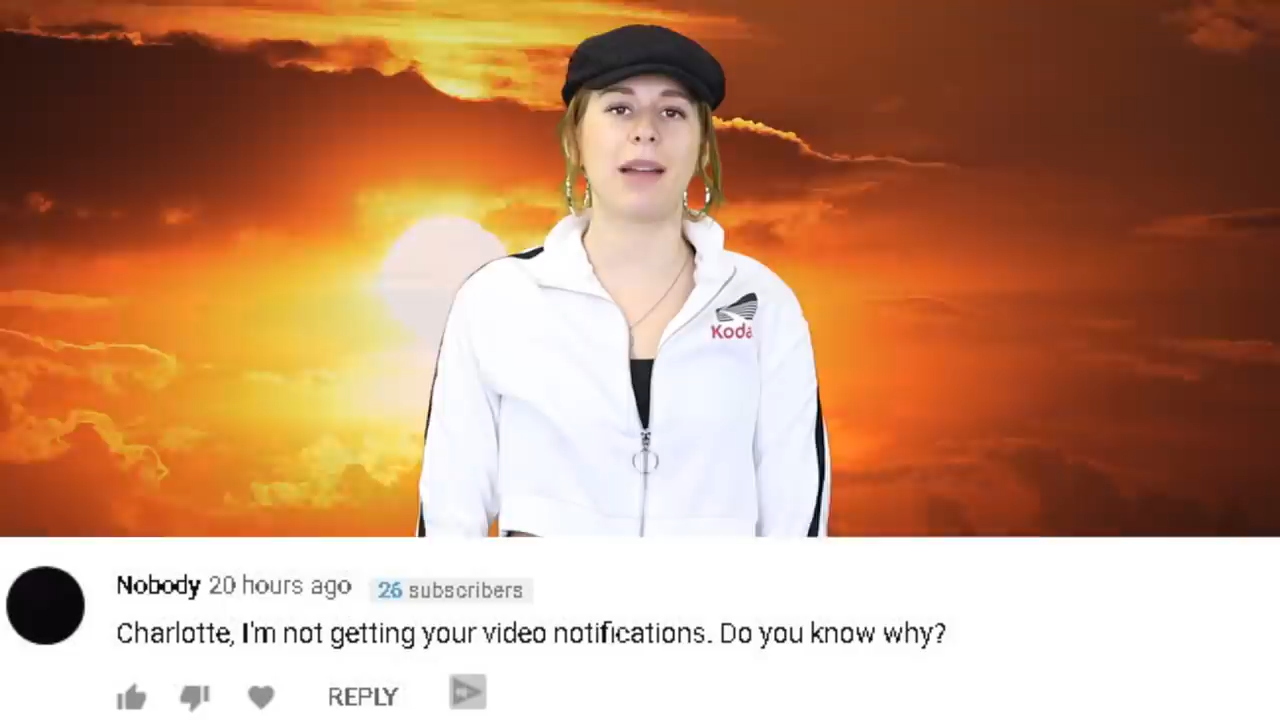 Koda
Nobody 20 hours ago 26 subscribers
Charlotte, I'm not getting your video notifications. Do you know why?
REPLY